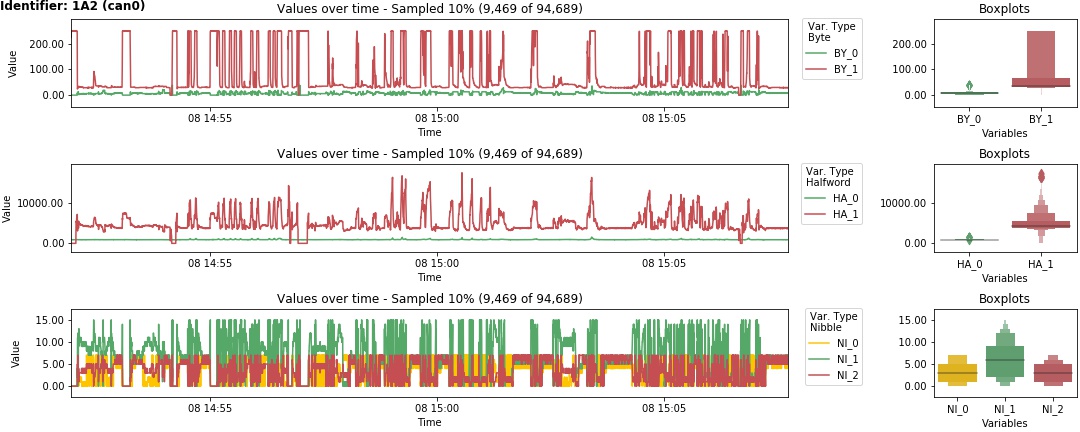 Identifier: 1A2 (can0)
Values over time - Sampled 10% (9,469 of 94,689)
Boxplots
Value
200.00
100.00
0.00
08 14:55
08 15:00
08 15:05
Time
Var. Type
Byte
BY_0
BY_1
200.00
100.00
0.00
BY_0
BY_1
Variables
Values over time - Sampled 10% (9,469 of 94,689)
Boxplots
Value
10000.00
0.00
08 14:55
08 15:00
08 15:05
Time
Var. Type
Halfword
HA_0
HA_1
10000.00
0.00
HA_0
HA_1
Variables
Values over time - Sampled 10% (9,469 of 94,689)
Boxplots
Value
15.00
10.00
5.00
0.00
08 14:55
08 15:00
08 15:05
Time
Var. Type
Nibble
NI_0
NI_1
NI_2
15.00
10.00
5.00
0.00
NI_0
NI_1
NI_2
Variables